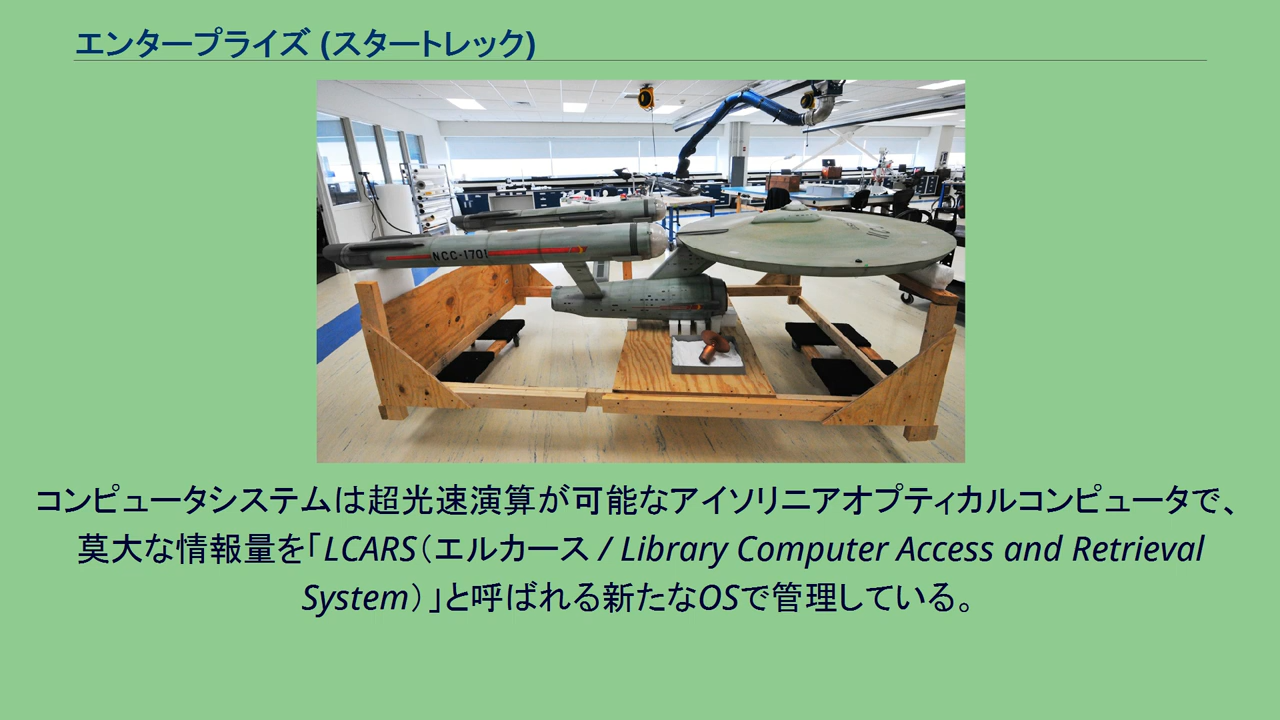 エンタープライズ (スタートレック)
NCC-1701
NC
コンピュータシステムは超光速演算が可能なアイソリニアオプティカルコンピュータで、
莫大な情報量を「LCARS（エルカース / Library Computer Access and Retrieval
System）」と呼ばれる新たなOSで管理している。